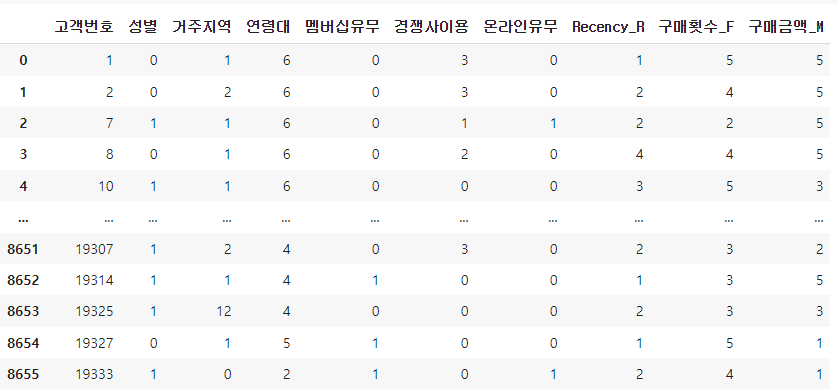 고객번호 성별 거주지역 연령대 멤버십유무 경쟁사이용 온라인유무 Recency_R 구매횟수_F 구매금액_M
0 1 0 1 6 0 3 0 1 5 5
1 2 0 2 6 0 3 0 2 4 5
2 7 1 1 6 0 1 1 2 2 5
3 8 0 1 6 0 2 0 4 4 5
4 10 1 1 6 0 0 0 3 5 3
... ... ... ... ... ... ... ... ... ... ...
8651 19307 1 2 4 0 3 0 2 3 2
8652 19314 1 1 4 1 0 0 1 3 5
8653 19325 1 12 4 0 0 0 2 3 3
8654 19327 0 1 5 1 0 0 1 5 1
8655 19333 1 0 2 1 0 1 2 4 1